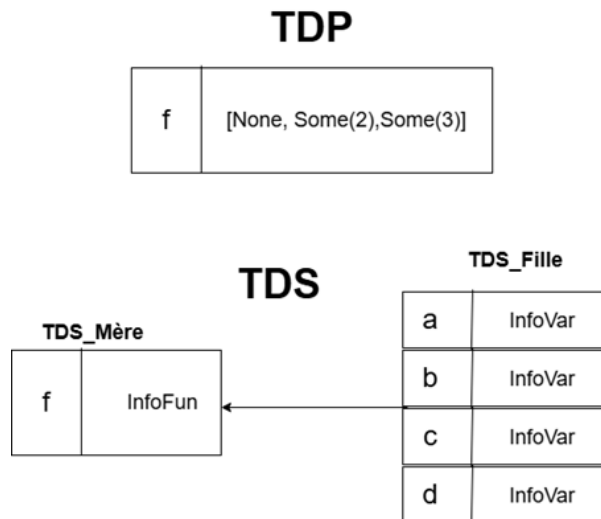 TDP
f [None, Some(2),Some(3)]
TDS_Fille
TDS
a InfoVar
TDS_Mère
b InfoVar
f InfoFun
c InfoVar
d InfoVar